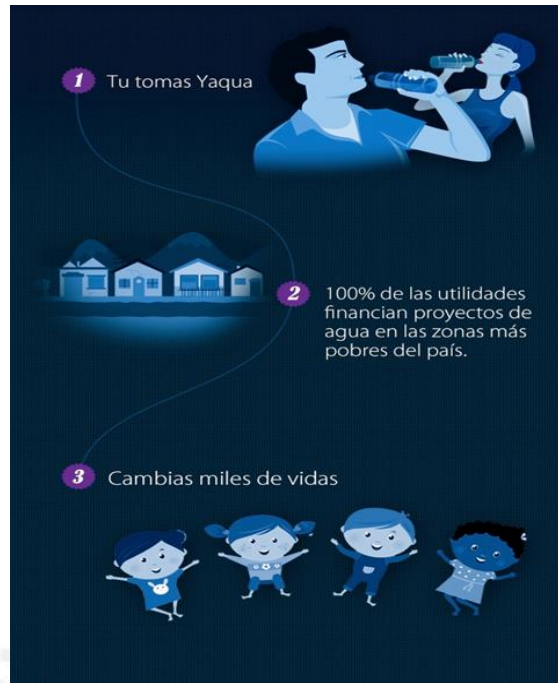 1 Tu tomas Yaqua
2 100% de las utilidades
financian proyectos de
agua en las zonas más
pobres del país.
3 Cambias miles de vidas